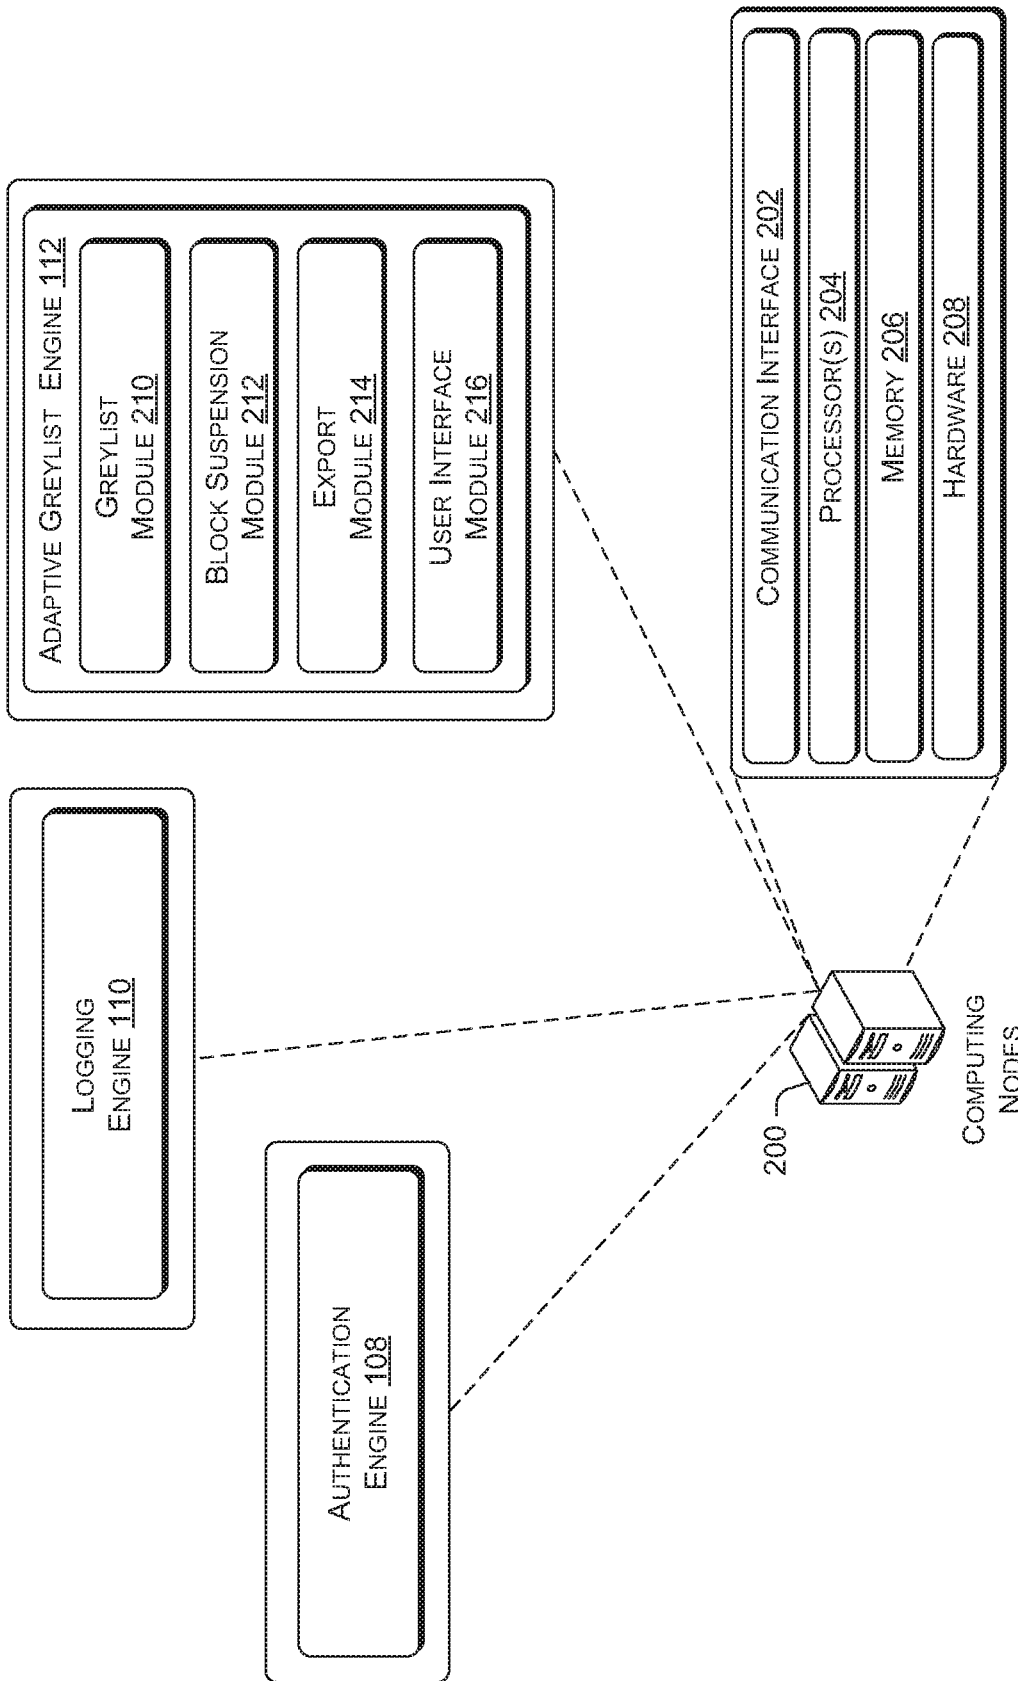 AUTHENTICATION
ENGINE 108
LOGGING
ENGINE 110
ADAPTIVE GREYLIST ENGINE 112
GREYLIST
MODULE 210
BLOCK SUSPENSION
MODULE 212
EXPORT
MODULE 214
USER INTERFACE
MODULE 216
200
COMPUTING
NODES
COMMUNICATION INTERFACE 202
PROCESSOR(S) 204
MEMORY 206
HARDWARE 208